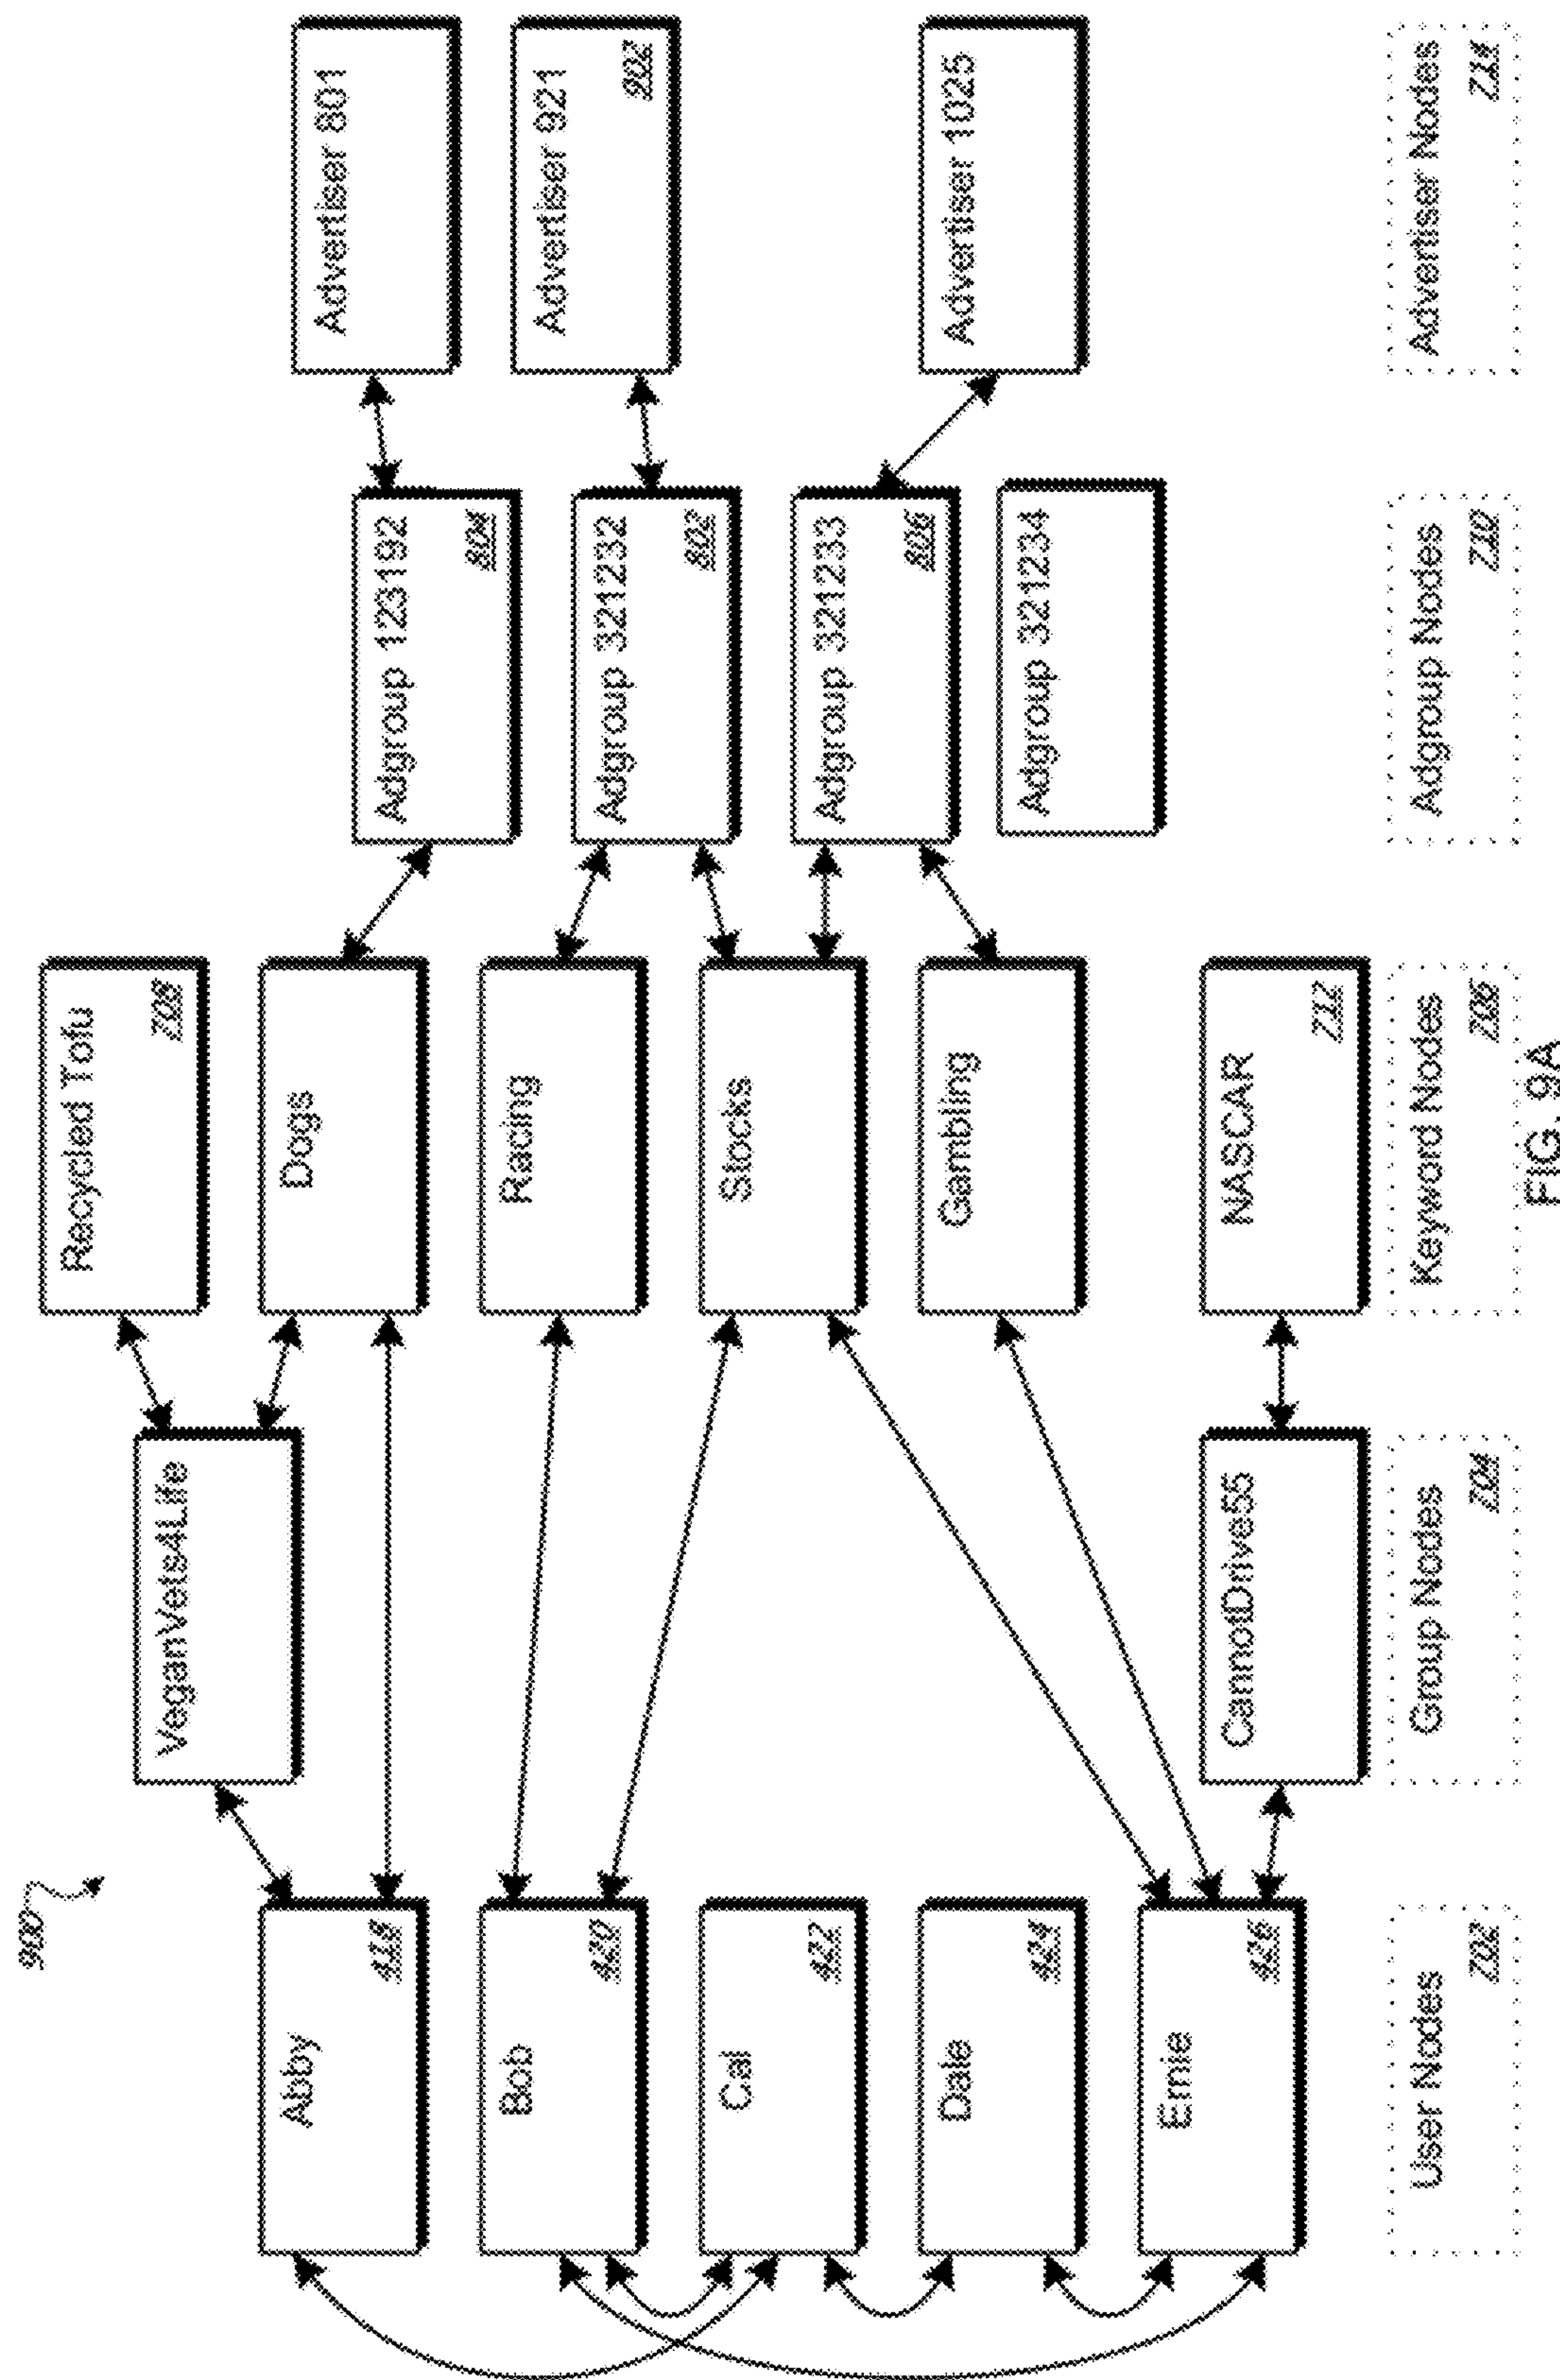 900
Abby
418
Bob
420
Cal
422
Dale
424
Ernie
426
User Nodes
702
VeganVets4Life
CannotDrive55
Group Nodes
704
Recycled Tofu
708
Dogs
Racing
Stocks
Gambling
NASCAR
712
Keyword Nodes
706
Adgroup 123192
804
Adgroup 321232
802
Adgroup 321233
806
Adgroup 321234
Adgroup Nodes
710
Advertiser 801
Advertiser 921
902
Advertiser 1025
Advertiser Nodes
714
FIG. 9A